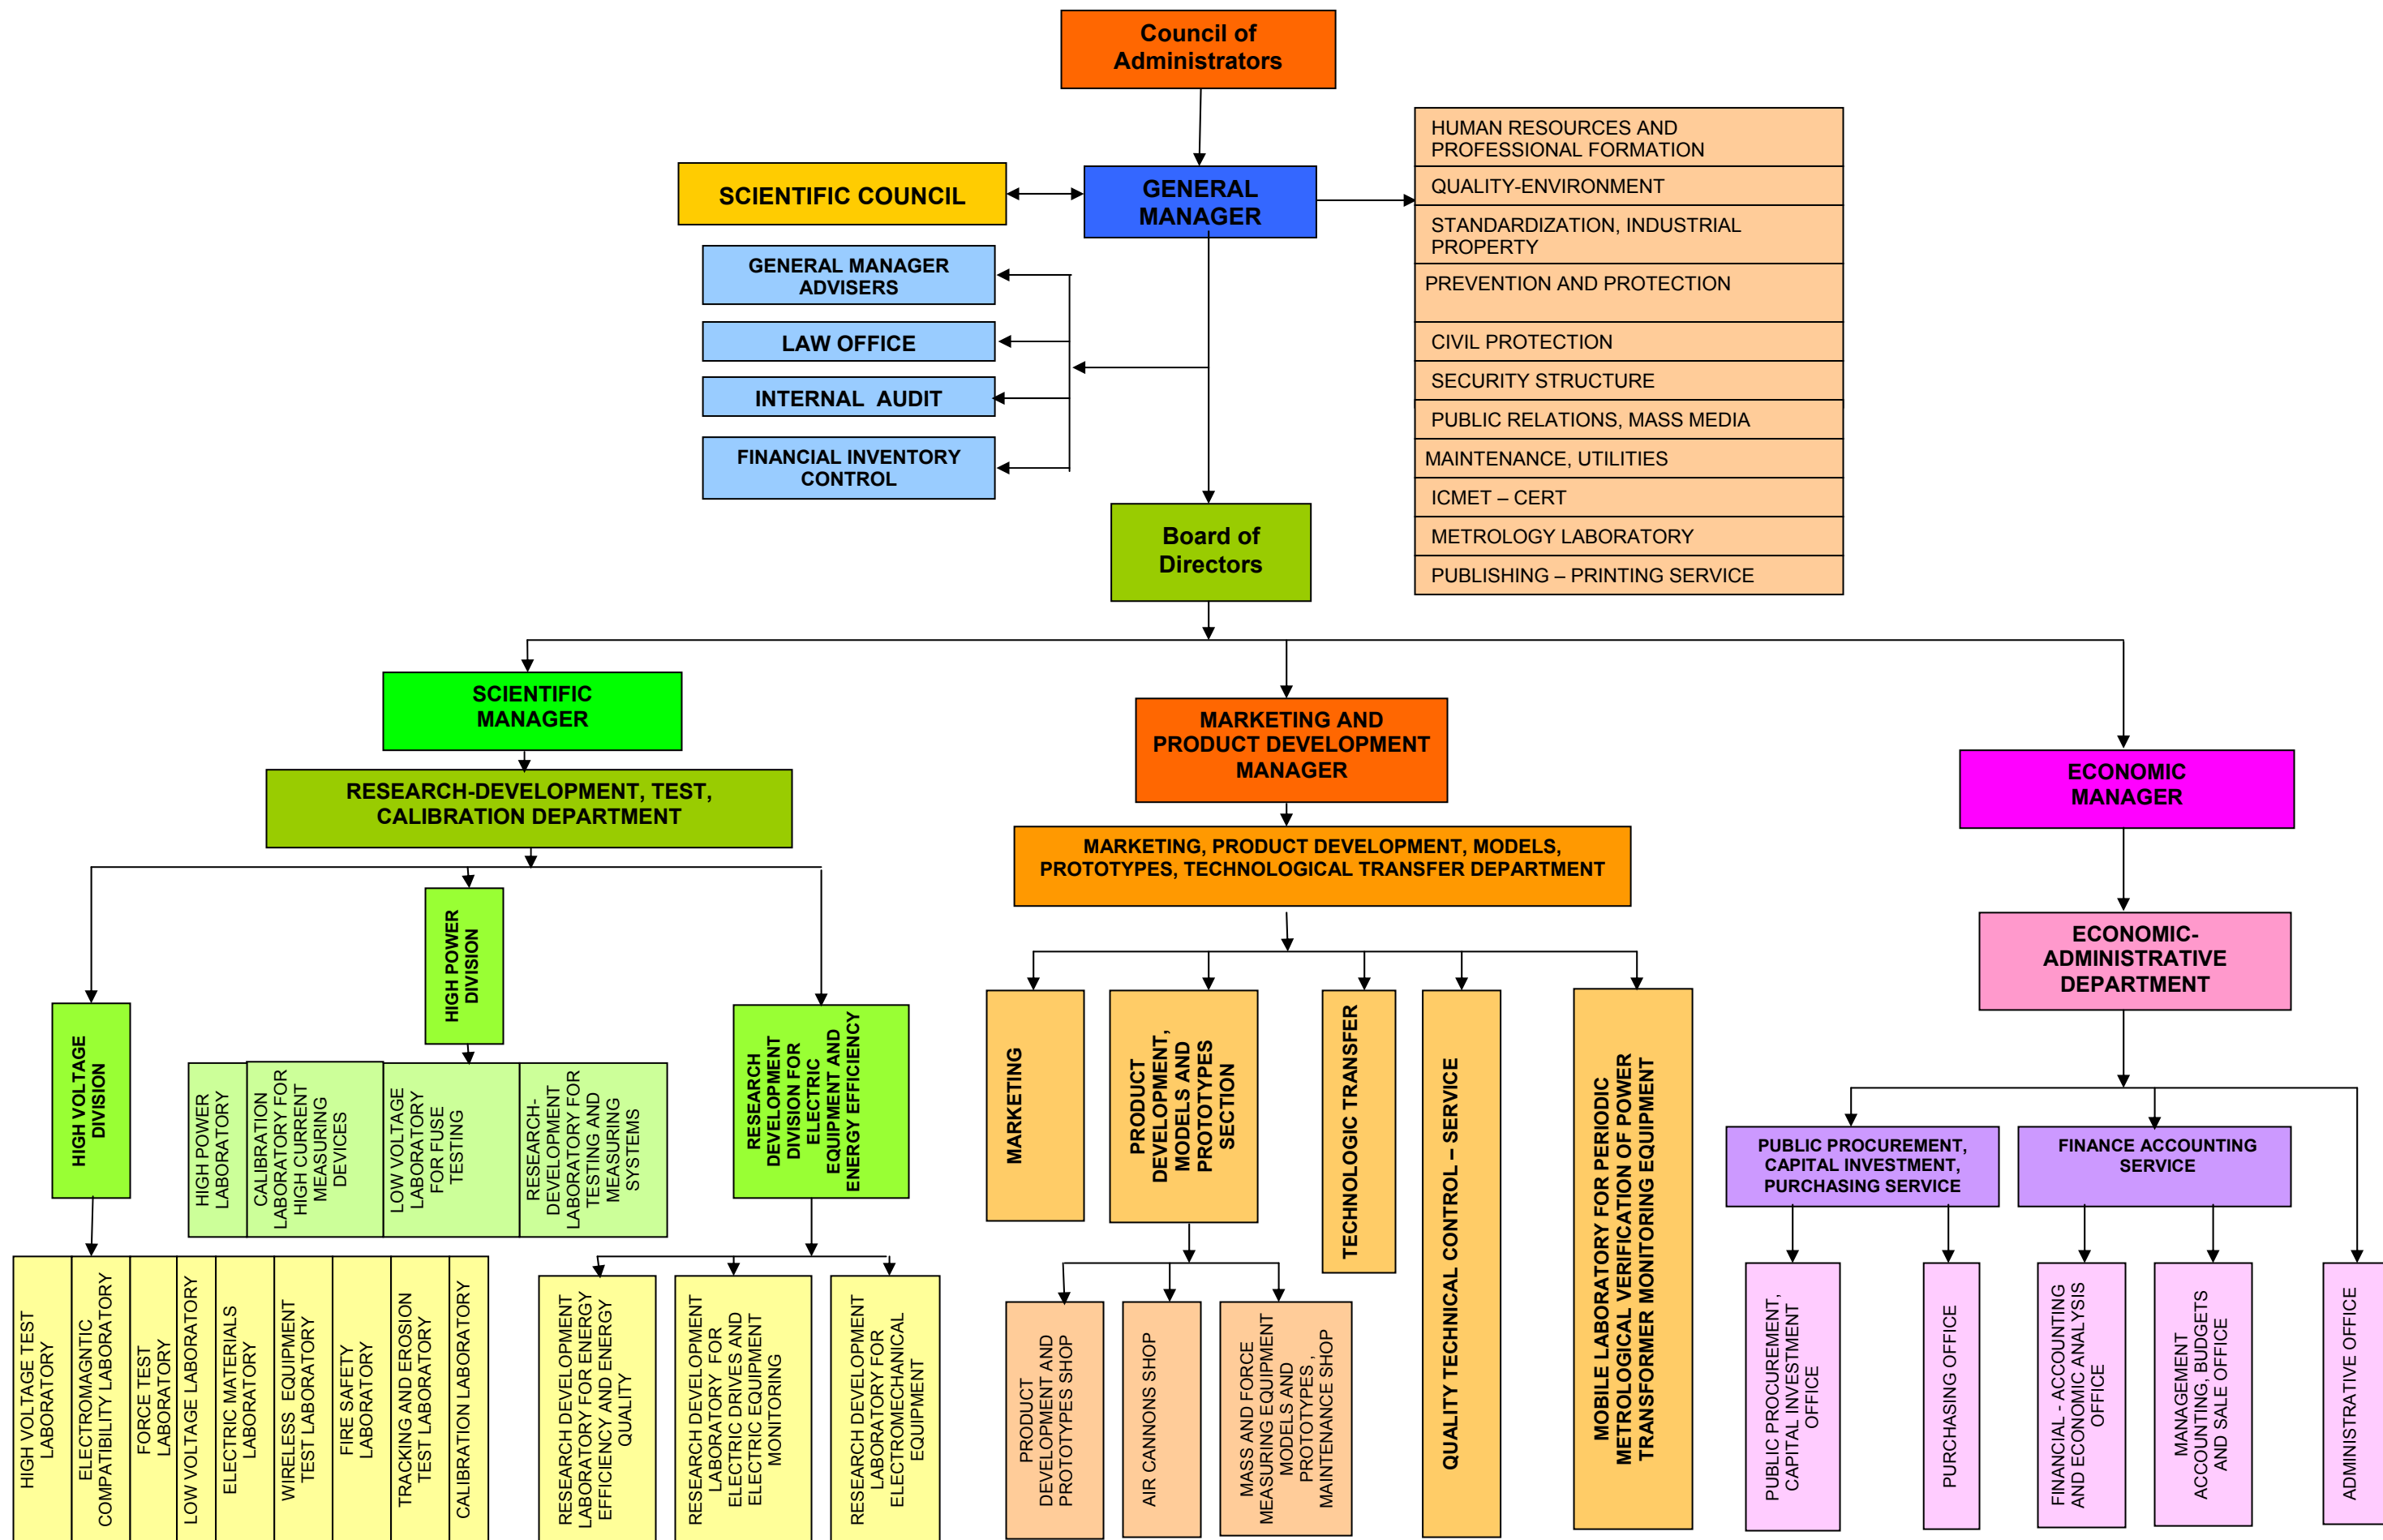 Council of
Administrators
HUMAN RESOURCES AND
PROFESSIONAL FORMATION
QUALITY-ENVIRONMENT
STANDARDIZATION, INDUSTRIAL
PROPERTY
PREVENTION AND PROTECTION
CIVIL PROTECTION
SECURITY STRUCTURE
PUBLIC RELATIONS, MASS MEDIA
MAINTENANCE, UTILITIES
ICMET – CERT
METROLOGY LABORATORY
PUBLISHING – PRINTING SERVICE
SCIENTIFIC COUNCIL
GENERAL
MANAGER
GENERAL MANAGER
ADVISERS
LAW OFFICE
INTERNAL AUDIT
FINANCIAL INVENTORY
CONTROL
Board of
Directors
SCIENTIFIC
MANAGER
MARKETING AND
PRODUCT DEVELOPMENT
MANAGER
ECONOMIC
MANAGER
RESEARCH-DEVELOPMENT, TEST,
CALIBRATION DEPARTMENT
MARKETING, PRODUCT DEVELOPMENT, MODELS,
PROTOTYPES, TECHNOLOGICAL TRANSFER DEPARTMENT
ECONOMIC-
ADMINISTRATIVE
DEPARTMENT
HIGH VOLTAGE
DIVISION
HIGH POWER
DIVISION
RESEARCH
DEVELOPMENT
DIVISION FOR
ELECTRIC
EQUIPMENT AND
ENERGY EFFICIENCY
HIGH POWER
LABORATORY
CALIBRATION
LABORATORY FOR
HIGH CURRENT
MEASURING
DEVICES
LOW VOLTAGE
LABORATORY
FOR FUSE
TESTING
RESEARCH-
DEVELOPMENT
LABORATORY FOR
TESTING AND
MEASURING
SYSTEMS
MARKETING
PRODUCT
DEVELOPMENT,
MODELS AND
PROTOTYPES
SECTION
TECHNOLOGIC TRANSFER
QUALITY TECHNICAL CONTROL – SERVICE
MOBILE LABORATORY FOR PERIODIC
METROLOGICAL VERIFICATION OF POWER
TRANSFORMER MONITORING EQUIPMENT
PUBLIC PROCUREMENT,
CAPITAL INVESTMENT,
PURCHASING SERVICE
FINANCE ACCOUNTING
SERVICE
HIGH VOLTAGE TEST
LABORATORY
ELECTROMAGNTIC
COMPATIBILITY LABORATORY
FORCE TEST
LABORATORY
LOW VOLTAGE LABORATORY
ELECTRIC MATERIALS
LABORATORY
WIRELESS EQUIPMENT
TEST LABORATORY
FIRE SAFETY
LABORATORY
TRACKING AND EROSION
TEST LABORATORY
CALIBRATION LABORATORY
RESEARCH DEVELOPMENT
LABORATORY FOR ENERGY
EFFICIENCY AND ENERGY
QUALITY
RESEARCH DEVELOPMENT
LABORATORY FOR
ELECTRIC DRIVES AND
ELECTRIC EQUIPMENT
MONITORING
RESEARCH DEVELOPMENT
LABORATORY FOR
ELECTROMECHANICAL
EQUIPMENT
PRODUCT
DEVELOPMENT AND
PROTOTYPES SHOP
AIR CANNONS SHOP
MASS AND FORCE
MEASURING EQUIPMENT
MODELS AND
PROTOTYPES ,
MAINTENANCE SHOP
PUBLIC PROCUREMENT,
CAPITAL INVESTMENT
OFFICE
PURCHASING OFFICE
FINANCIAL - ACCOUNTING
AND ECONOMIC ANALYSIS
OFFICE
MANAGEMENT
ACCOUNTING, BUDGETS
AND SALE OFFICE
ADMINISTRATIVE OFFICE